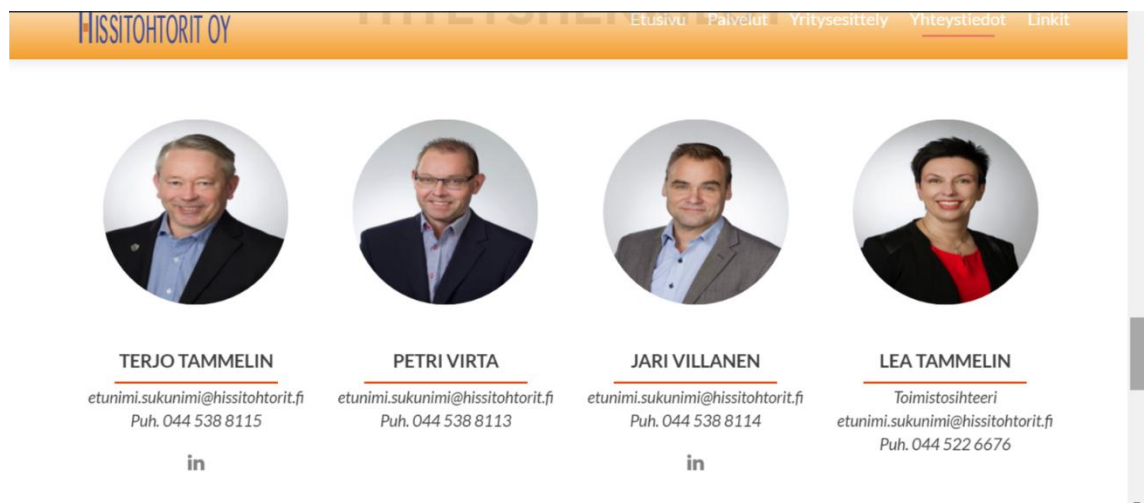 HISSITOHTORIT OY
Etusivu Palvelut Yritysesittely Yhteystiedot Linkit
TERJO TAMMELIN
etunimi.sukunimi@hissitohtorit.fi
Puh. 044 538 8115
in
PETRI VIRTA
etunimi.sukunimi@hissitohtorit.fi
Puh. 044 538 8113
JARI VILLANEN
etunimi.sukunimi@hissitohtorit.fi
Puh. 044 538 8114
in
LEA TAMMELIN
Toimistosihteeri
etunimi.sukunimi@hissitohtorit.fi
Puh. 044 522 6676